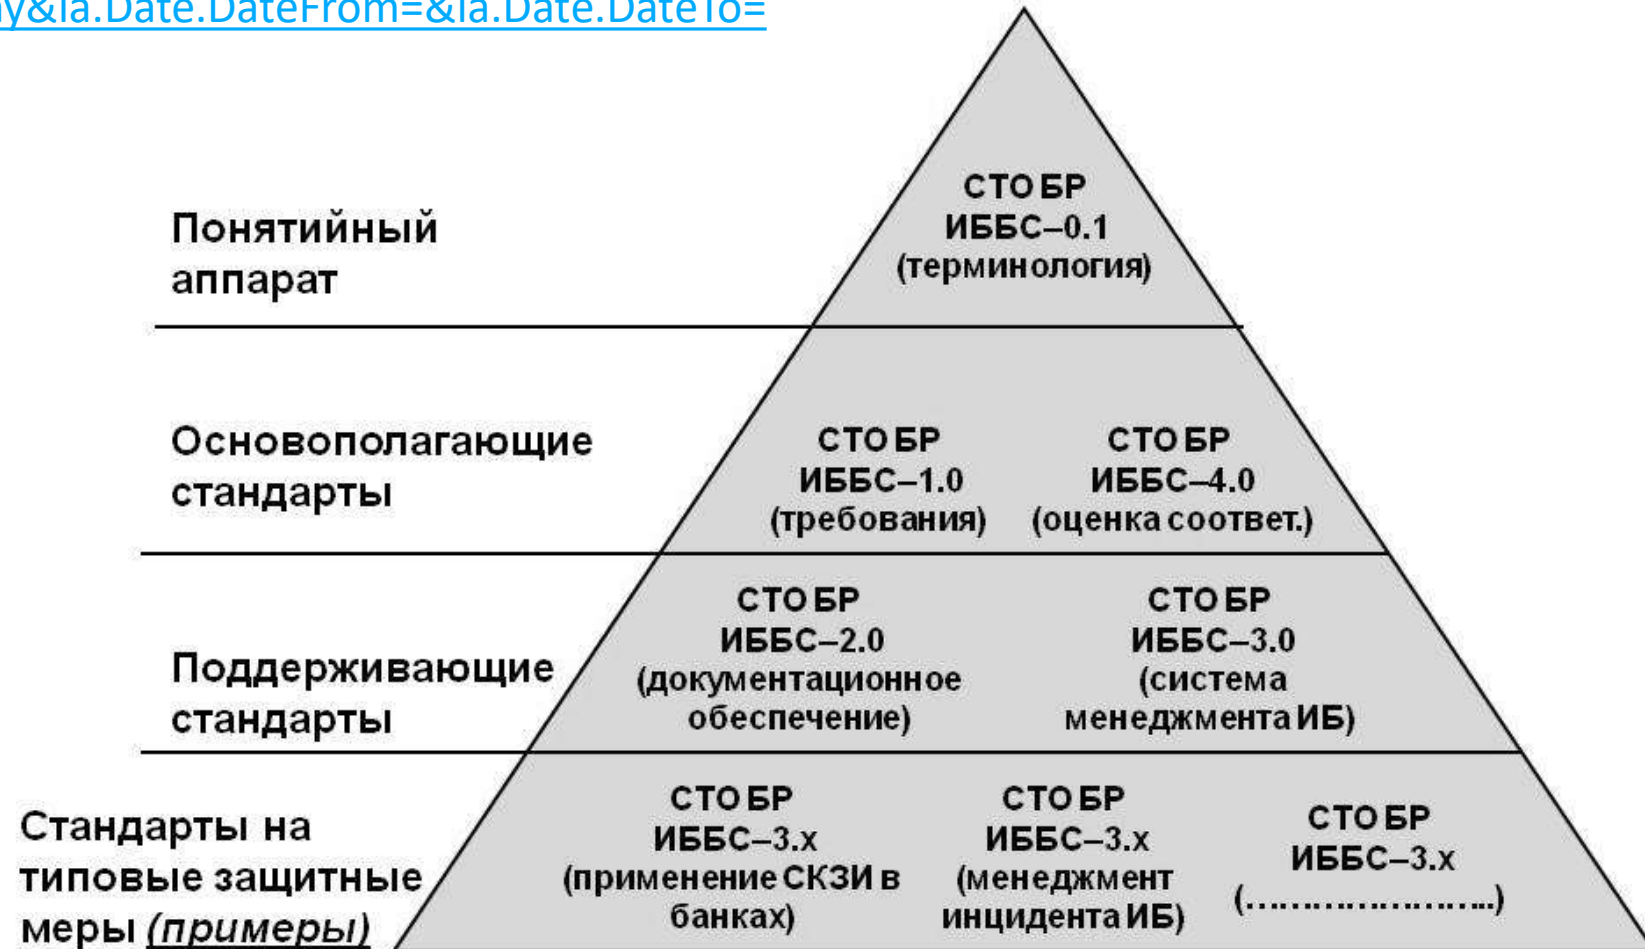 ny&la.Date.DateFrom=&la.Date.DateTo=
Понятийный
аппарат
СТО БР
ИББС–0.1
(терминология)
Основополагающие
стандарты
СТО БР
ИББС–1.0
(требования)
СТО БР
ИББС–4.0
(оценка соответ.)
Поддерживающие
стандарты
СТО БР
ИББС–2.0
(документационное
обеспечение)
СТО БР
ИББС–3.0
(система
менеджмента ИБ)
Стандарты на
типовые защитные
меры (примеры)
СТО БР
ИББС–3.х
(применение СКЗИ в
банках)
СТО БР
ИББС–3.х
(менеджмент
инцидента ИБ)
СТО БР
ИББС–3.х
(…………………..)